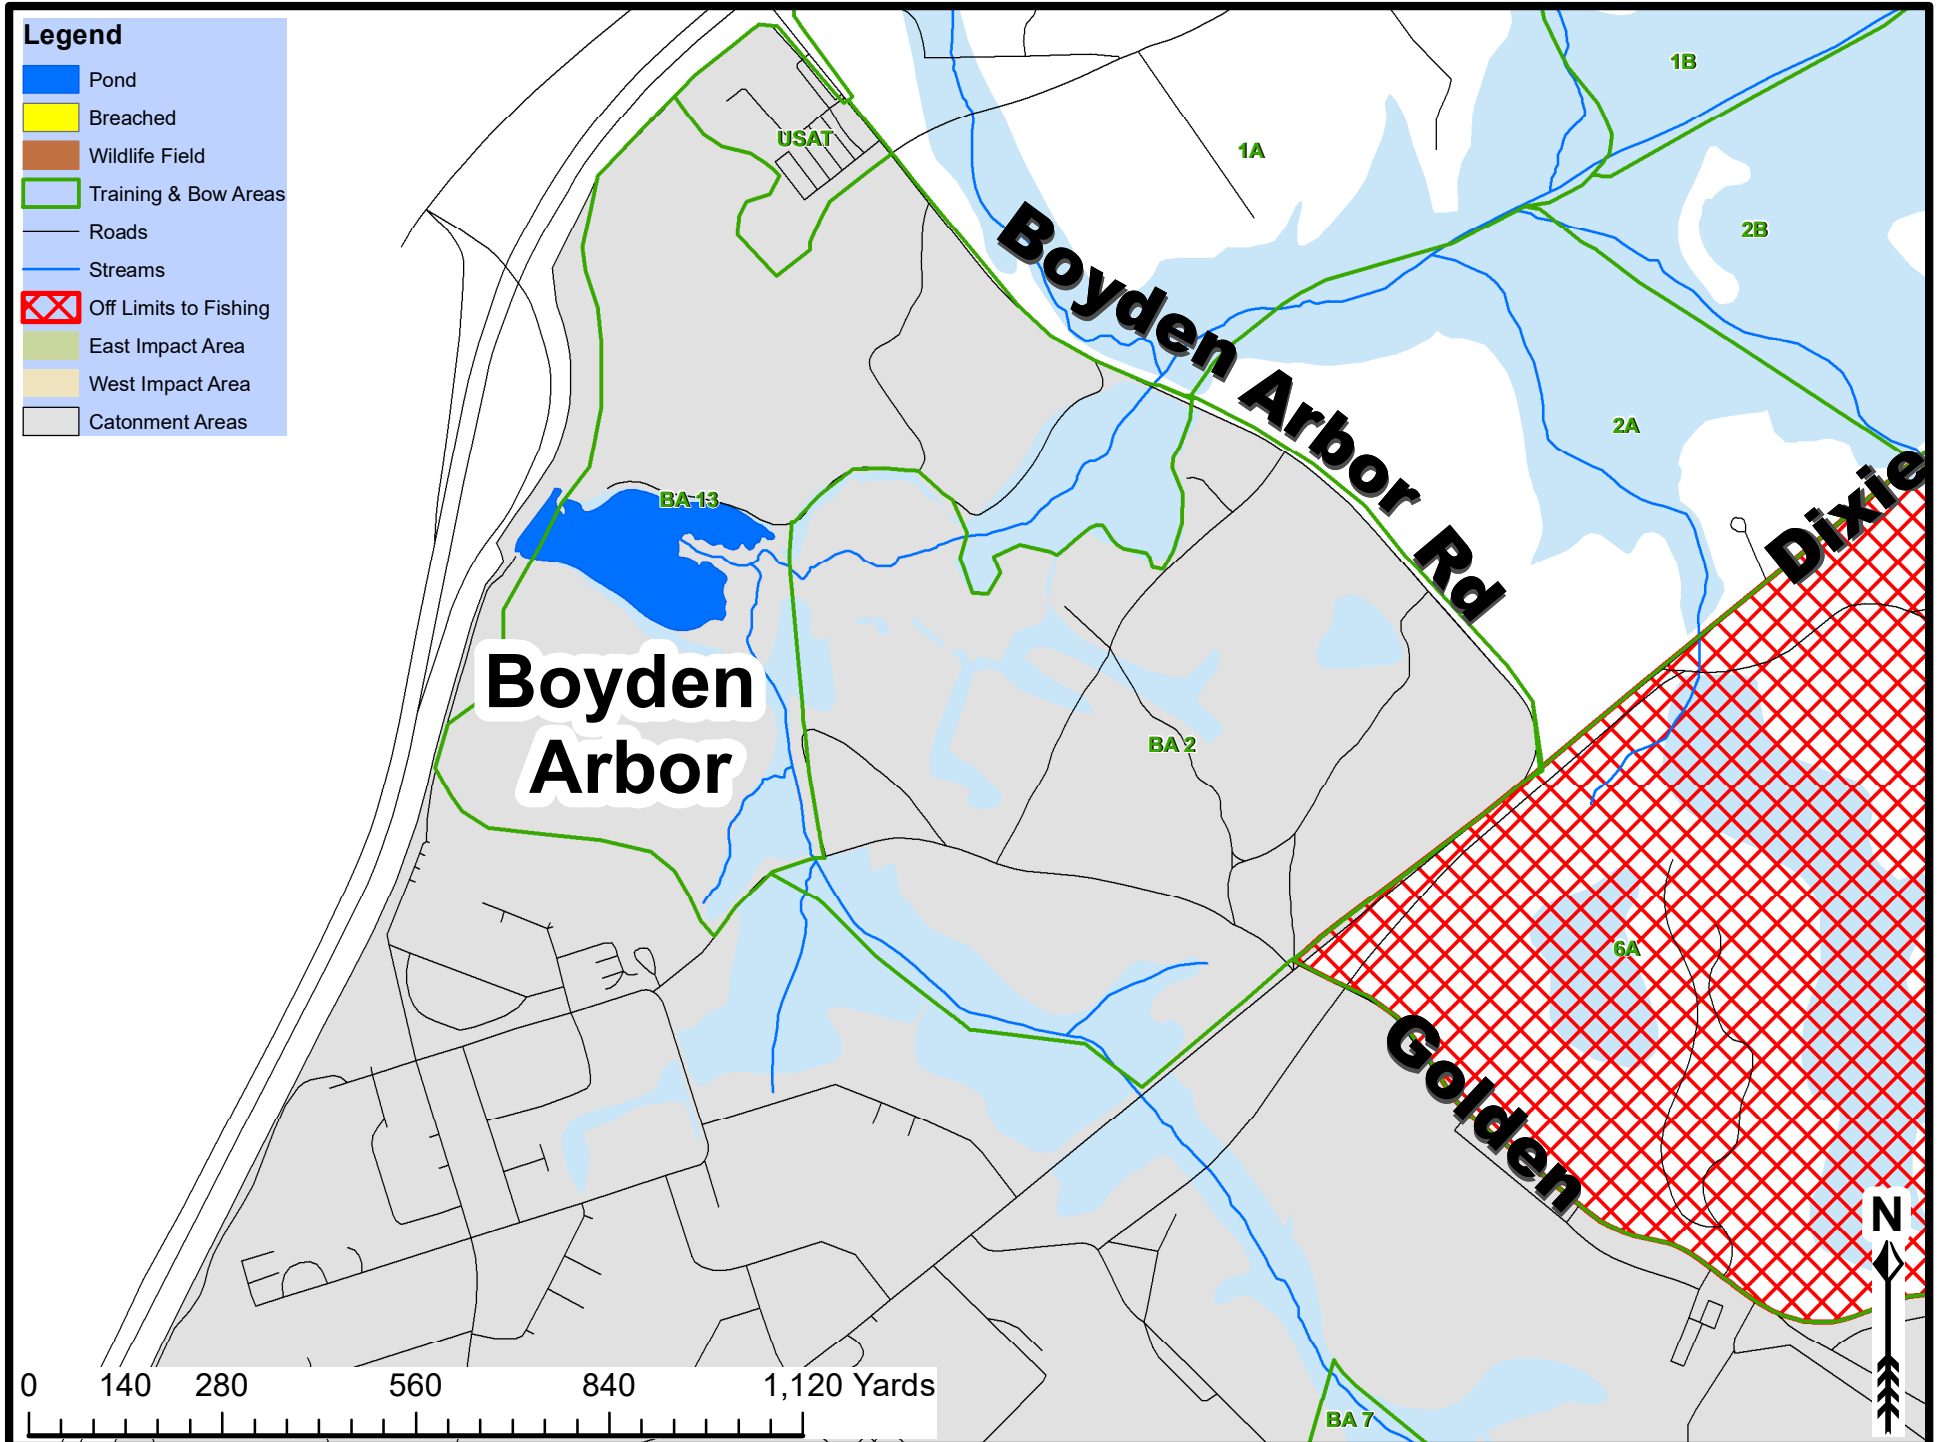 Legend
Pond
Breached
Wildlife Field
Training & Bow Areas
Roads
Streams
Off Limits to Fishing
East Impact Area
West Impact Area
Catonment Areas
1B
USAT
1A
2B
Boyden Arbor Rd
2A
Dixie
BA 13
Boyden
Arbor
BA 2
6A
Golden
N
0 140 280 560 840 1,120 Yards
BA 7